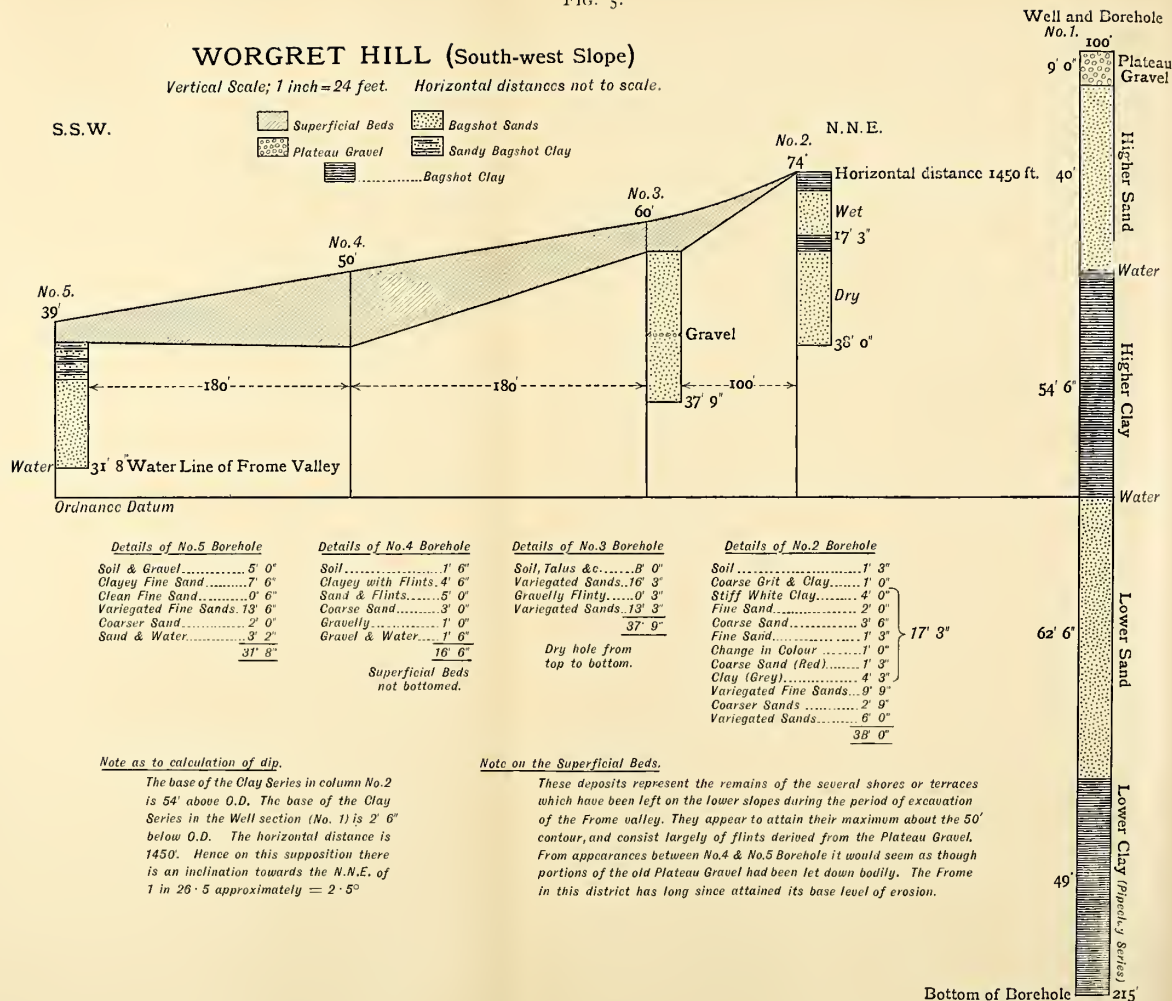 FIG. 5.
WORGRET HILL (South-west Slope)
Vertical Scale; 1 inch = 24 feet. Horizontal distances not to scale.
Superficial Beds
Bagshot Sands
Plateau Gravel
Sandy Bagshot Clay
Bagshot Clay
S.S.W.
N.N.E.
No.5.
39'
No.4.
50'
No.3.
60'
No.2.
74'
Horizontal distance 1450 ft.
Wet
17' 3"
Dry
38' 0"
Gravel
37' 9"
180'
180'
100'
Water
31' 8" Water Line of Frome Valley
Ordnance Datum
Well and Borehole
No.1.
100'
9' 0"
Plateau
Gravel
Higher Sand
40'
Water
Higher Clay
54' 6"
Water
Lower Sand
62' 6"
Lower Clay (Pipeclay Series)
49'
Bottom of Borehole
215'
Details of No.5 Borehole
Soil & Gravel..........5' 0"
Clayey Fine Sand.........7' 6"
Clean Fine Sand..........0' 6"
Variegated Fine Sands. 13' 6"
Coarser Sand..........2' 0"
Sand & Water..........3' 2"
31' 8"
Details of No.4 Borehole
Soil..........1' 6"
Clayey with Flints. 4' 6"
Sand & Flints..........5' 0"
Coarse Sand..........3' 0"
Gravelly..........1' 0"
Gravel & Water....1' 6"
16' 6"
Superficial Beds
not bottomed.
Details of No.3 Borehole
Soil, Talus &c.....8' 0"
Variegated Sands..16' 3"
Gravelly Flinty......0' 3"
Variegated Sands..13' 3"
37' 9"
Dry hole from
top to bottom.
Details of No.2 Borehole
Soil..........1' 3"
Coarse Grit & Clay......1' 0"
Stiff White Clay..........4' 0"
Fine Sand..........2' 0"
Coarse Sand..........3' 6"
Fine Sand..........1' 3"
Change in Colour .......1' 0"
Coarse Sand (Red).......1' 3"
Clay (Grey)..........4' 3"
17' 3"
Variegated Fine Sands...9' 9"
Coarser Sands ..........2' 9"
Variegated Sands........6' 0"
38' 0"
Note as to calculation of dip.
The base of the Clay Series in column No.2
is 54' above O.D. The base of the Clay
Series in the Well section (No. 1) is 2' 6"
below O.D. The horizontal distance is
1450'. Hence on this supposition there
is an inclination towards the N.N.E. of
1 in 26·5 approximately = 2·5°
Note on the Superficial Beds.
These deposits represent the remains of the several shores or terraces
which have been left on the lower slopes during the period of excavation
of the Frome valley. They appear to attain their maximum about the 50'
contour, and consist largely of flints derived from the Plateau Gravel.
From appearances between No.4 & No.5 Borehole it would seem as though
portions of the old Plateau Gravel had been let down bodily. The Frome
in this district has long since attained its base level of erosion.